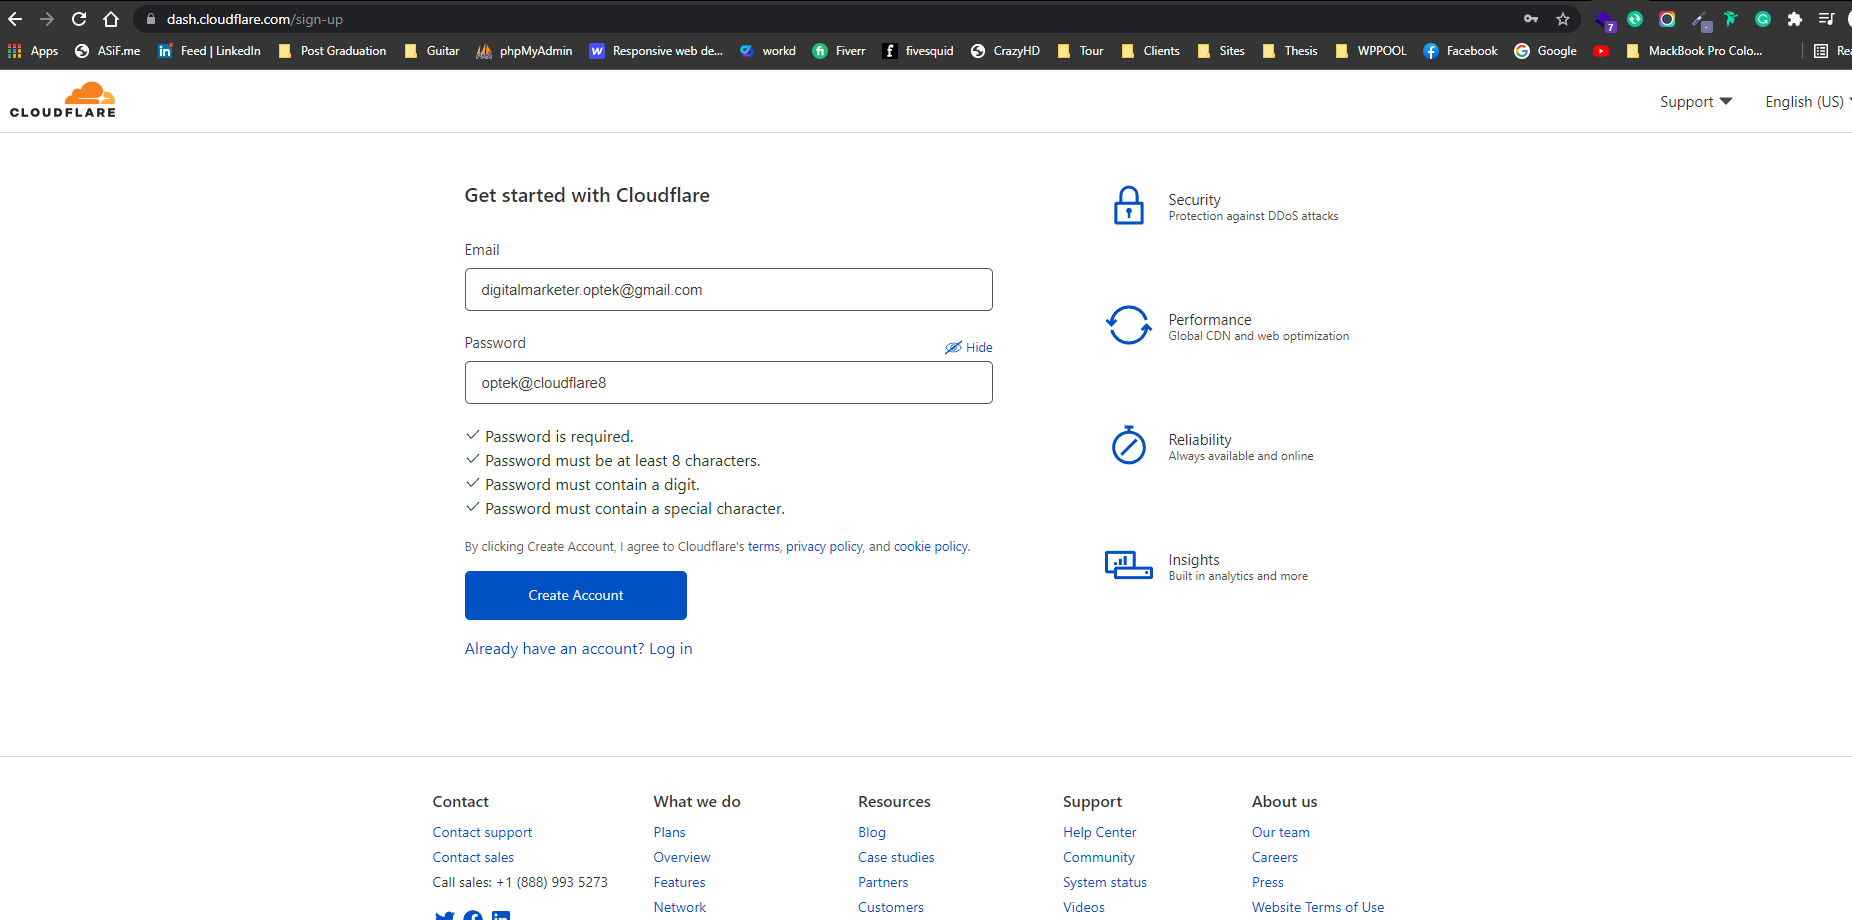 dash.cloudflare.com/sign-up
7
Apps ASiF.me Feed | LinkedIn Post Graduation Guitar phpMyAdmin Responsive web de... workd Fiverr fivesquid CrazyHD Tour Clients Sites Thesis WPPOOL Facebook Google MackBook Pro Colo...
CLOUDFLARE
Support English (US)
Get started with Cloudflare
Email
digitalmarketer.optek@gmail.com
Password
Hide
optek@cloudflare8
Password is required.
Password must be at least 8 characters.
Password must contain a digit.
Password must contain a special character.
By clicking Create Account, I agree to Cloudflare's terms, privacy policy, and cookie policy.
Create Account
Already have an account? Log in
Security
Protection against DDoS attacks
Performance
Global CDN and web optimization
Reliability
Always available and online
Insights
Built in analytics and more
Contact
Contact support
Contact sales
Call sales: +1 (888) 993 5273
What we do
Plans
Overview
Features
Network
Resources
Blog
Case studies
Partners
Customers
Support
Help Center
Community
System status
Videos
About us
Our team
Careers
Press
Website Terms of Use